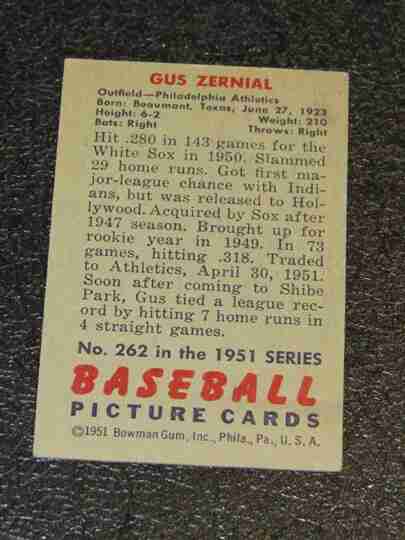 GUS ZERNIAL
Outfield—Philadelphia Athletics
Born: Beaumont, Texas, June 27, 1923
Height: 6-2 Weight: 210
Bats: Right Throws: Right
Hit .280 in 143 games for the
White Sox in 1950. Slammed
29 home runs. Got first ma-
jor-league chance with Indi-
ans, but was released to Hol-
lywood. Acquired by Sox after
1947 season. Brought up for
rookie year in 1949. In 73
games, hitting .318. Traded
to Athletics, April 30, 1951.
Soon after coming to Shibe
Park, Gus tied a league rec-
ord by hitting 7 home runs in
4 straight games.
No. 262 in the 1951 SERIES
BASEBALL
PICTURE CARDS
©1951 Bowman Gum, Inc., Phila., Pa., U. S. A.